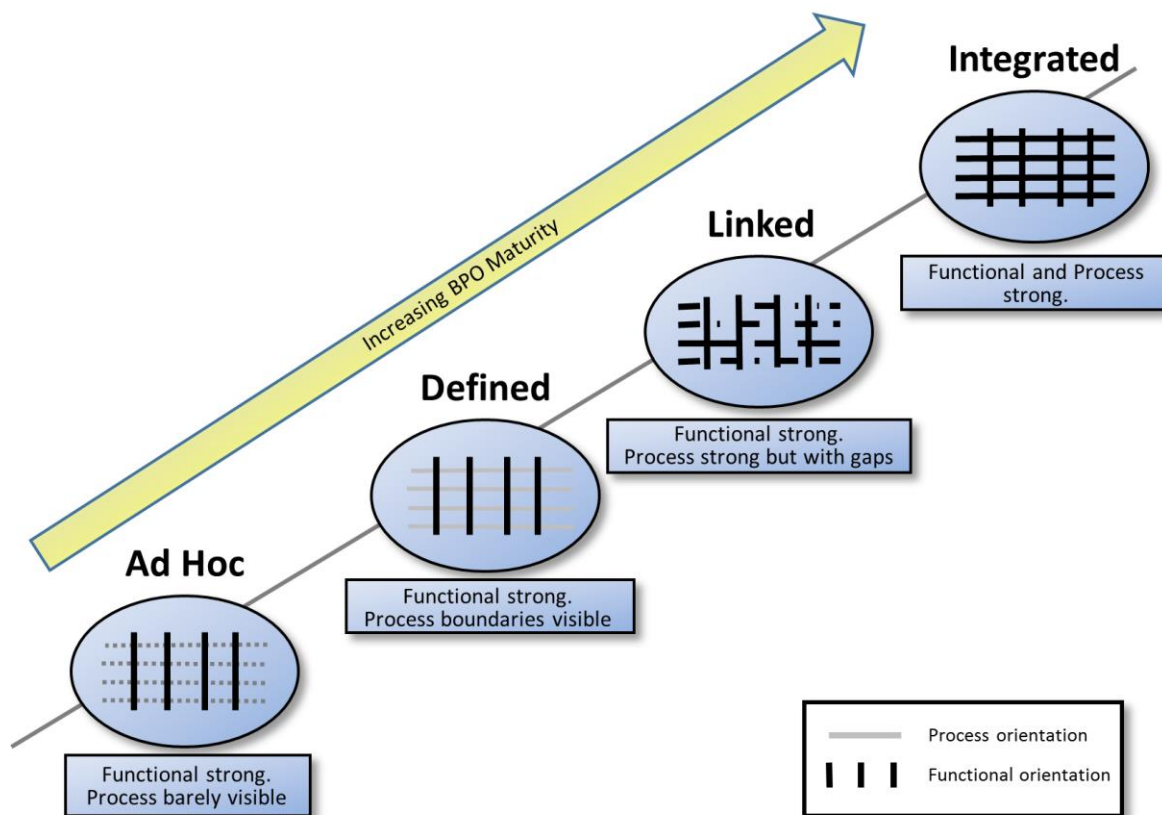 Integrated
Functional and Process
strong.
Linked
Functional strong.
Process strong but with gaps
Increasing BPO Maturity
Defined
Functional strong.
Process boundaries visible
Ad Hoc
Functional strong.
Process barely visible
Process orientation
Functional orientation